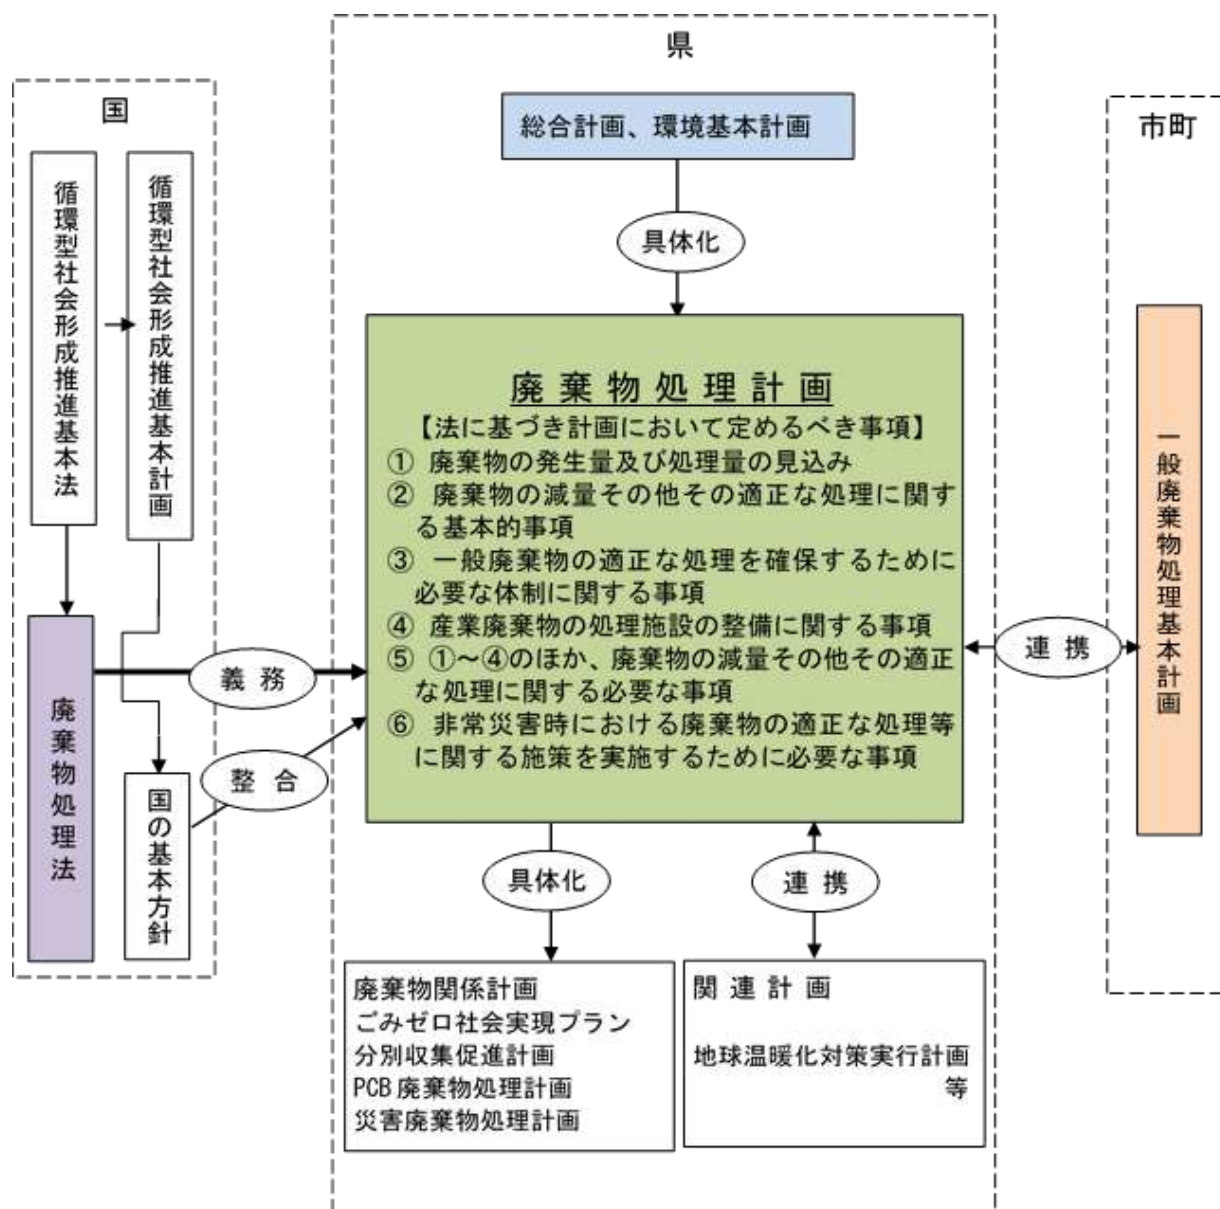 国
循環型社会形成推進基本法
循環型社会形成推進基本計画
廃棄物処理法
国の基本方針
義務
整合
県
総合計画、環境基本計画
具体化
廃棄物処理計画
【法に基づき計画において定めるべき事項】
① 廃棄物の発生量及び処理量の見込み
② 廃棄物の減量その他その適正な処理に関す
る基本的事項
③ 一般廃棄物の適正な処理を確保するために
必要な体制に関する事項
④ 産業廃棄物の処理施設の整備に関する事項
⑤ ①～④のほか、廃棄物の減量その他その適正
な処理に関する必要な事項
⑥ 非常災害時における廃棄物の適正な処理等
に関する施策を実施するために必要な事項
具体化
連携
廃棄物関係計画
ごみゼロ社会実現プラン
分別収集促進計画
PCB廃棄物処理計画
災害廃棄物処理計画
関連計画
地球温暖化対策実行計画
等
連携
市町
一般廃棄物処理基本計画